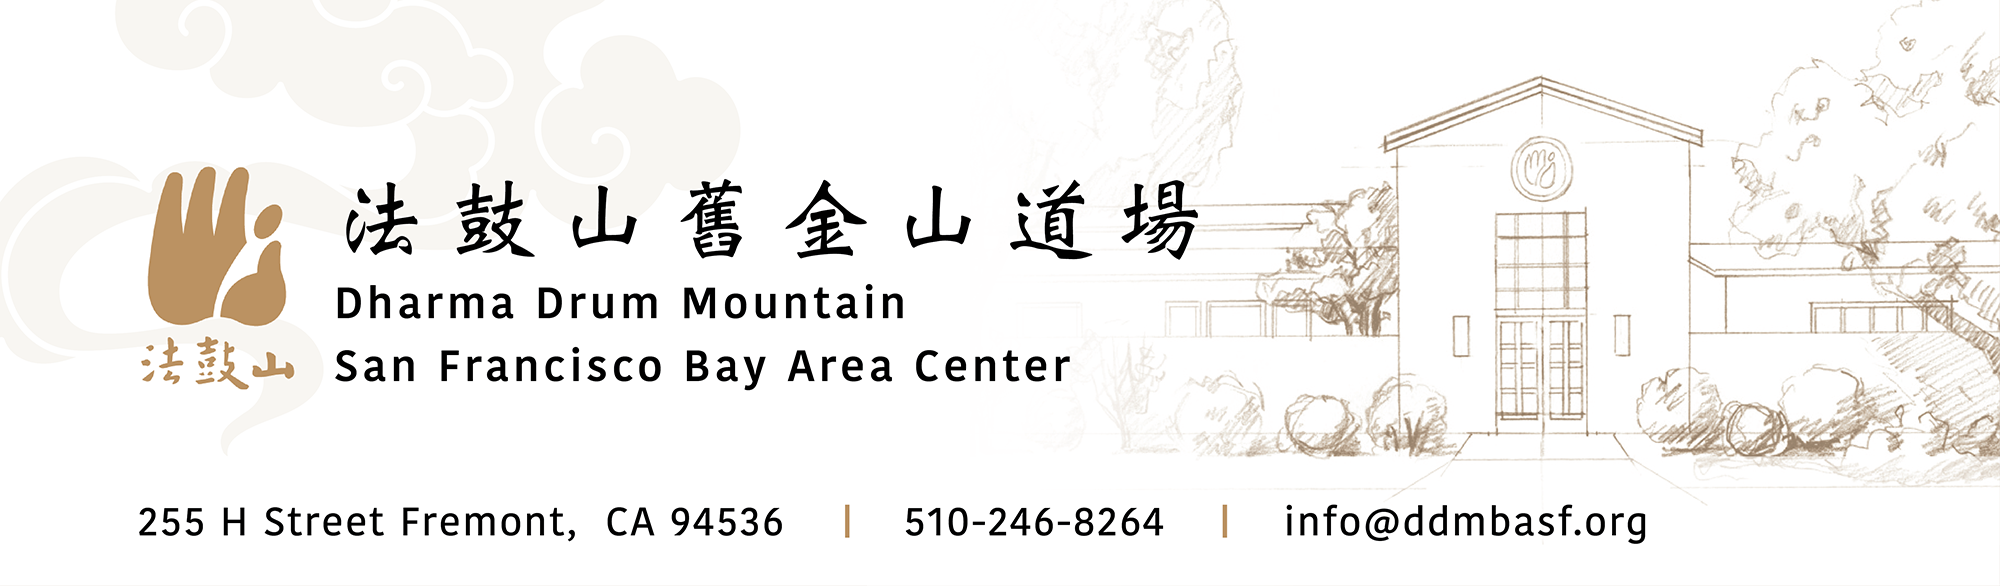 法鼓山舊金山道場
Dharma Drum Mountain
San Francisco Bay Area Center
法鼓山
255 H Street Fremont, CA 94536 | 510-246-8264 | info@ddmbasf.org